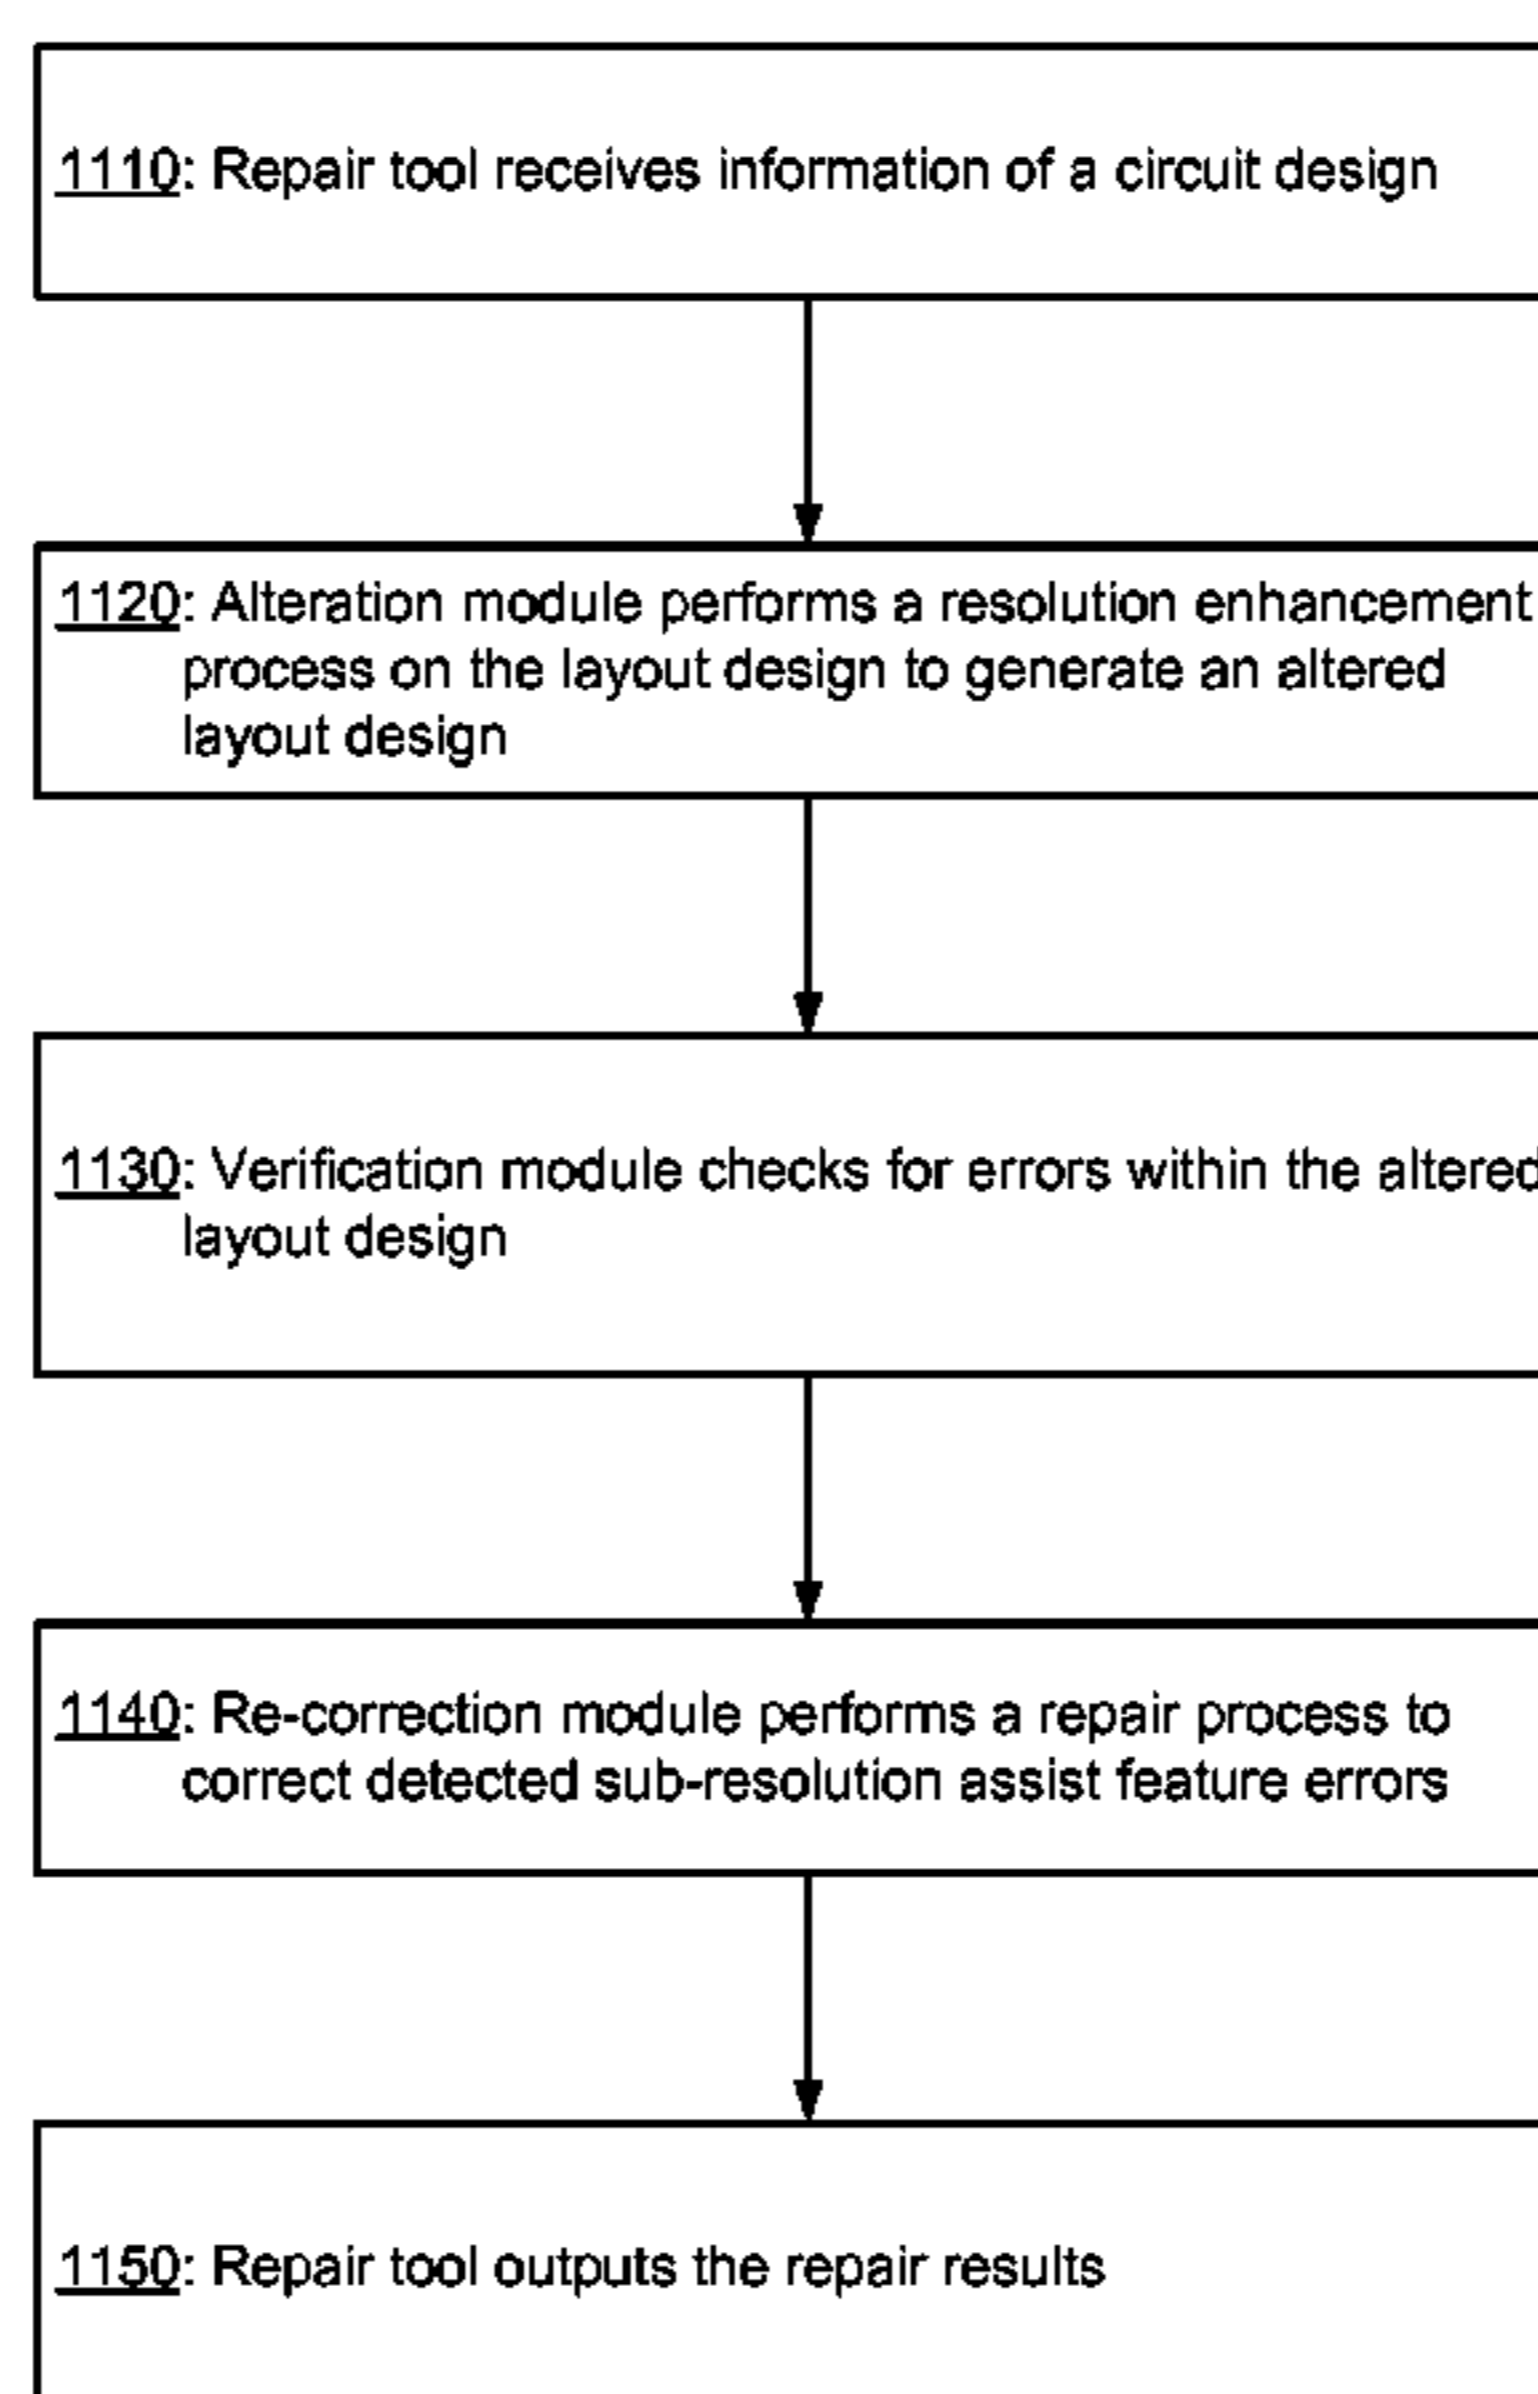 1110: Repair tool receives information of a circuit design
1120: Alteration module performs a resolution enhancement
process on the layout design to generate an altered
layout design
1130: Verification module checks for errors within the altered
layout design
1140: Re-correction module performs a repair process to
correct detected sub-resolution assist feature errors
1150: Repair tool outputs the repair results